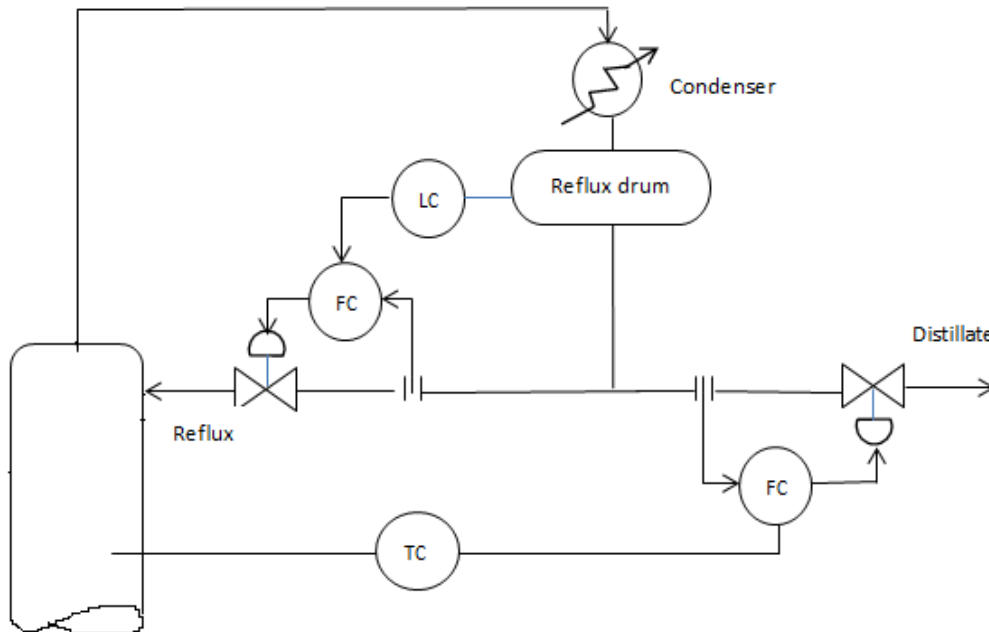 Condenser
Reflux drum
LC
FC
Distillate
Reflux
FC
TC